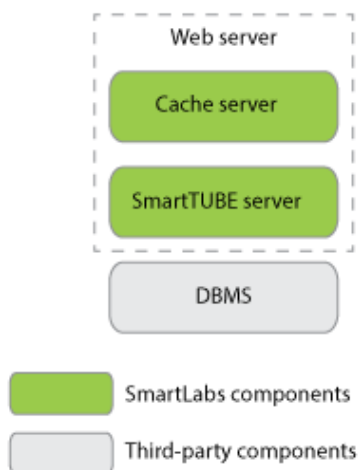 Web server
Cache server
SmartTUBE server
DBMS
SmartLabs components
Third-party components